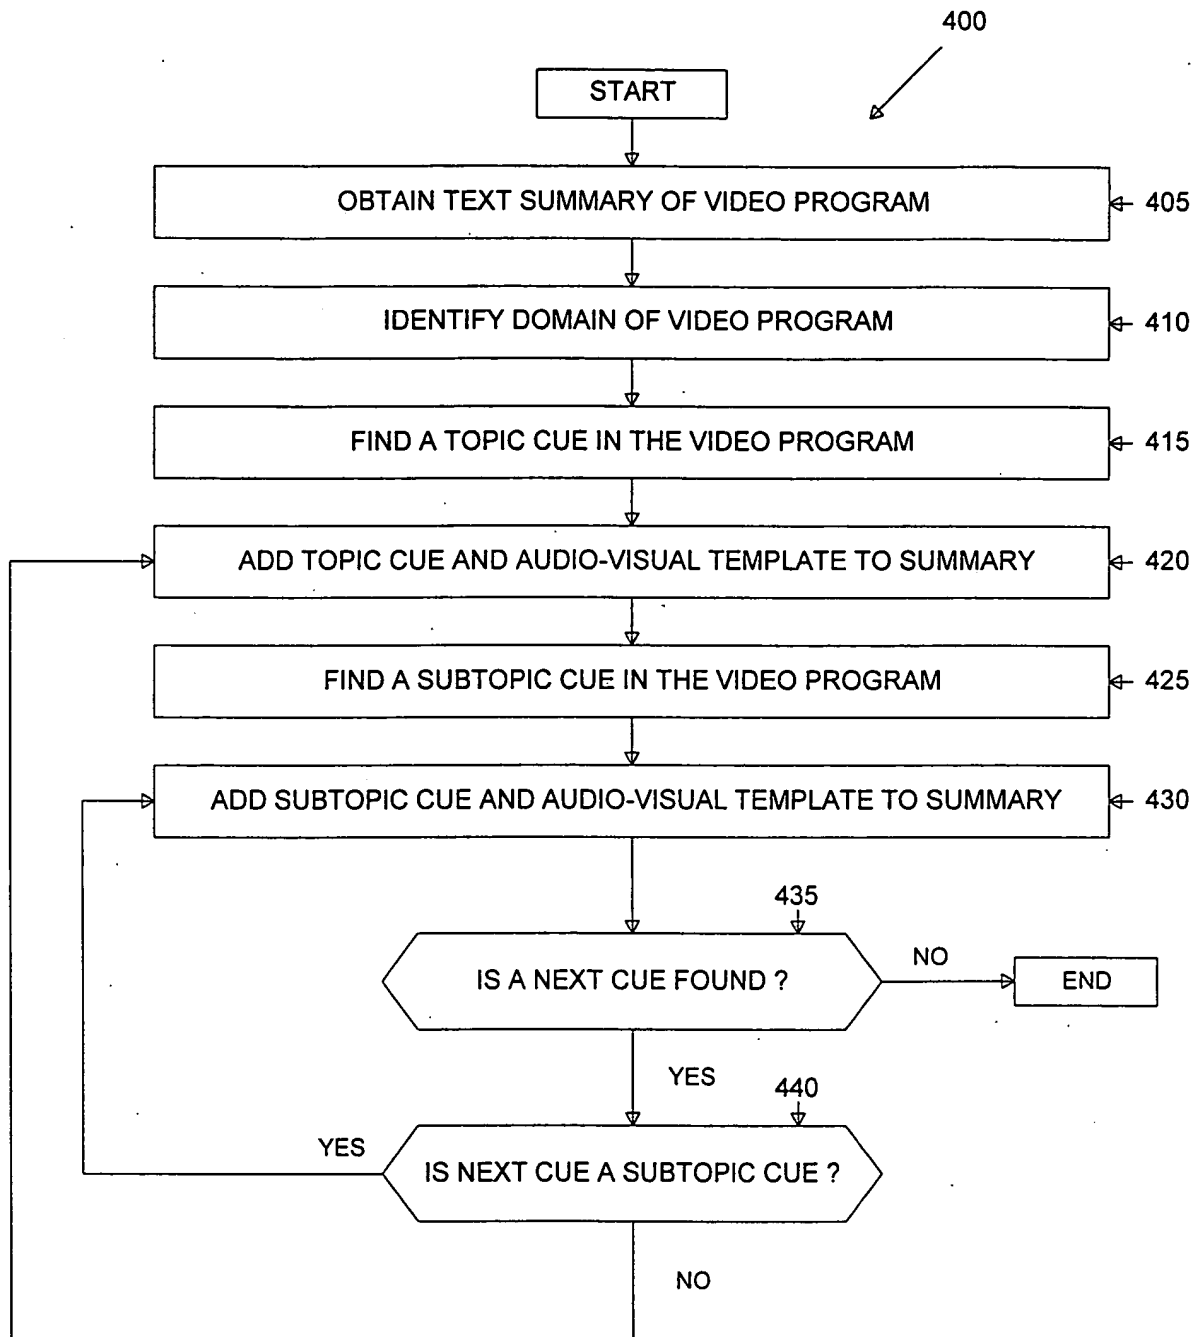 400
START
OBTAIN TEXT SUMMARY OF VIDEO PROGRAM
405
IDENTIFY DOMAIN OF VIDEO PROGRAM
410
FIND A TOPIC CUE IN THE VIDEO PROGRAM
415
ADD TOPIC CUE AND AUDIO-VISUAL TEMPLATE TO SUMMARY
420
FIND A SUBTOPIC CUE IN THE VIDEO PROGRAM
425
ADD SUBTOPIC CUE AND AUDIO-VISUAL TEMPLATE TO SUMMARY
430
435
IS A NEXT CUE FOUND ?
NO
END
YES
440
YES
IS NEXT CUE A SUBTOPIC CUE ?
NO